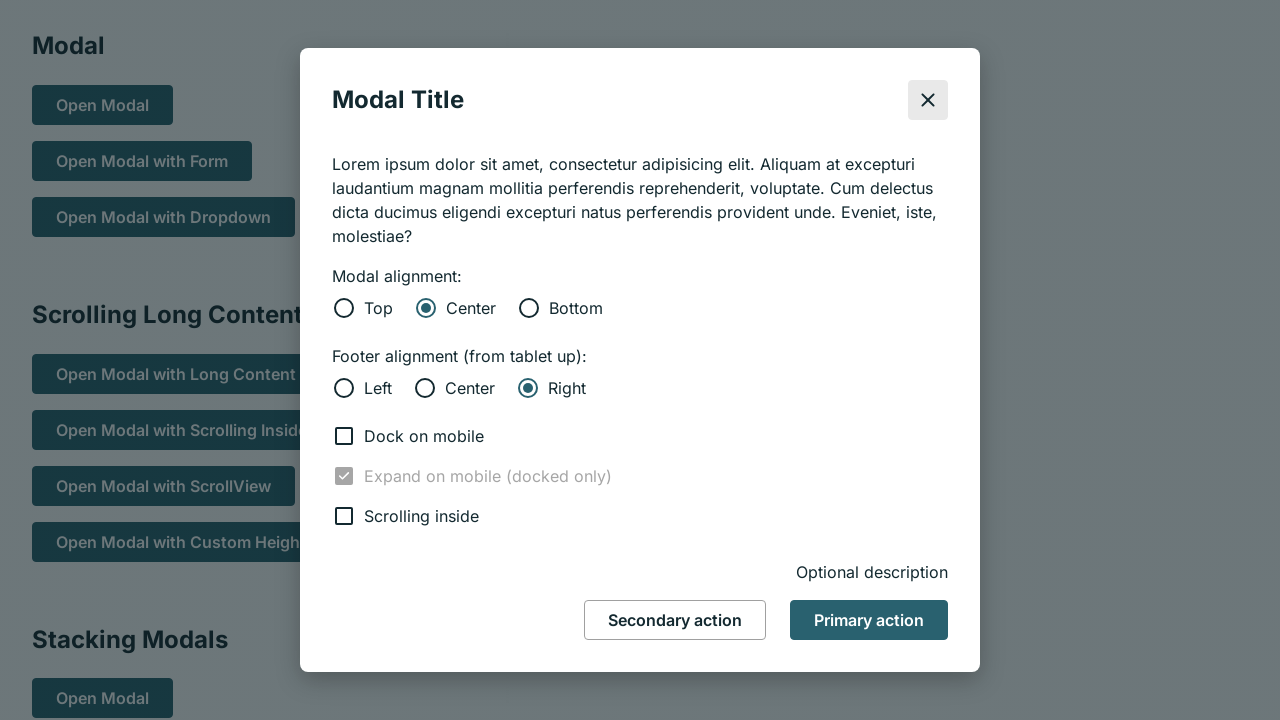 Modal
Open Modal
Open Modal with Form
Open Modal with Dropdown
Scrolling Long Content
Open Modal with Long Content
Open Modal with Scrolling Inside
Open Modal with ScrollView
Open Modal with Custom Heigh
Stacking Modals
Open Modal
Modal Title
Lorem ipsum dolor sit amet, consectetur adipisicing elit. Aliquam at excepturi
laudantium magnam mollitia perferendis reprehenderit, voluptate. Cum delectus
dicta ducimus eligendi excepturi natus perferendis provident unde. Eveniet, iste,
molestiae?
Modal alignment:
Top Center Bottom
Footer alignment (from tablet up):
Left Center Right
Dock on mobile
Expand on mobile (docked only)
Scrolling inside
Optional description
Secondary action Primary action